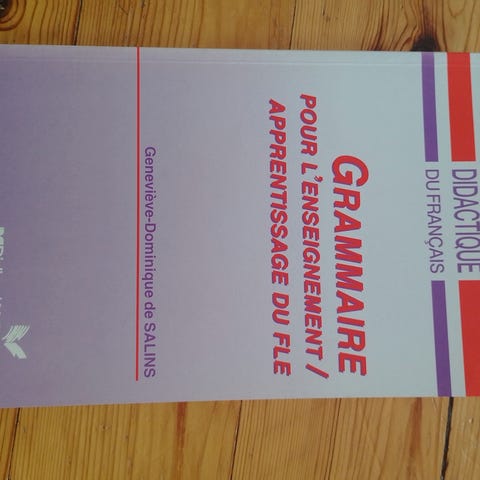 DIDACTIQUE
DU FRANÇAIS
GRAMMAIRE
POUR L'ENSEIGNEMENT /
APPRENTISSAGE DU FLE
Geneviève-Dominique de SALINS